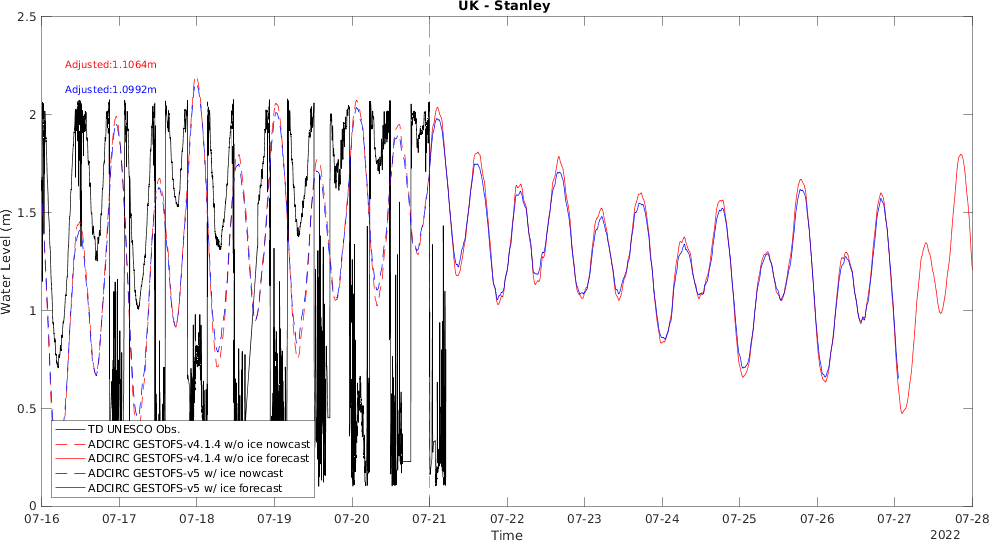 UK - Stanley
2.5
Adjusted:1.1064m
Adjusted:1.0992m
2
1.5
Water Level (m)
1
0.5
0
TD UNESCO Obs.
ADCIRC GESTOFS-v4.1.4 w/o ice nowcast
ADCIRC GESTOFS-v4.1.4 w/o ice forecast
ADCIRC GESTOFS-v5 w/ ice nowcast
ADCIRC GESTOFS-v5 w/ ice forecast
07-16 07-17 07-18 07-19 07-20 07-21 07-22 07-23 07-24 07-25 07-26 07-27 07-28
Time
2022